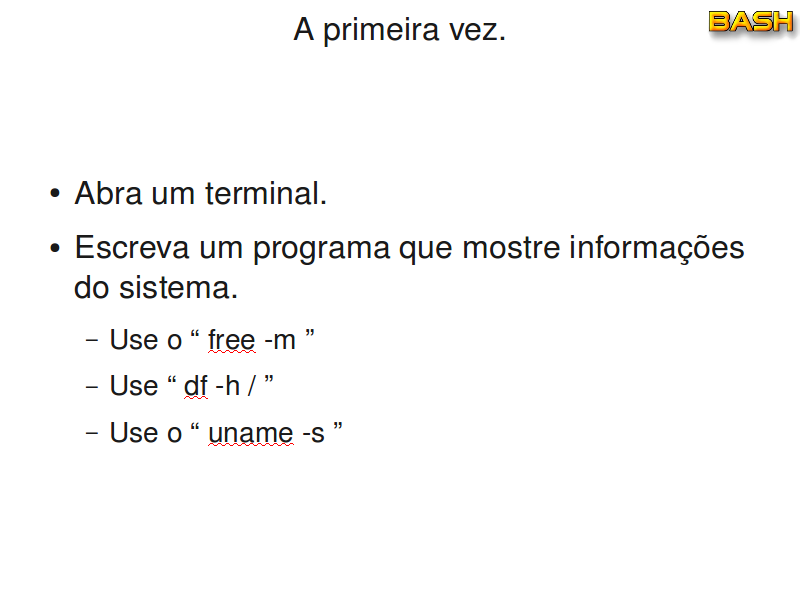 A primeira vez.
BASH
• Abra um terminal.
• Escreva um programa que mostre informações
do sistema.
– Use o “ free -m ”
– Use “ df -h / ”
– Use o “ uname -s ”